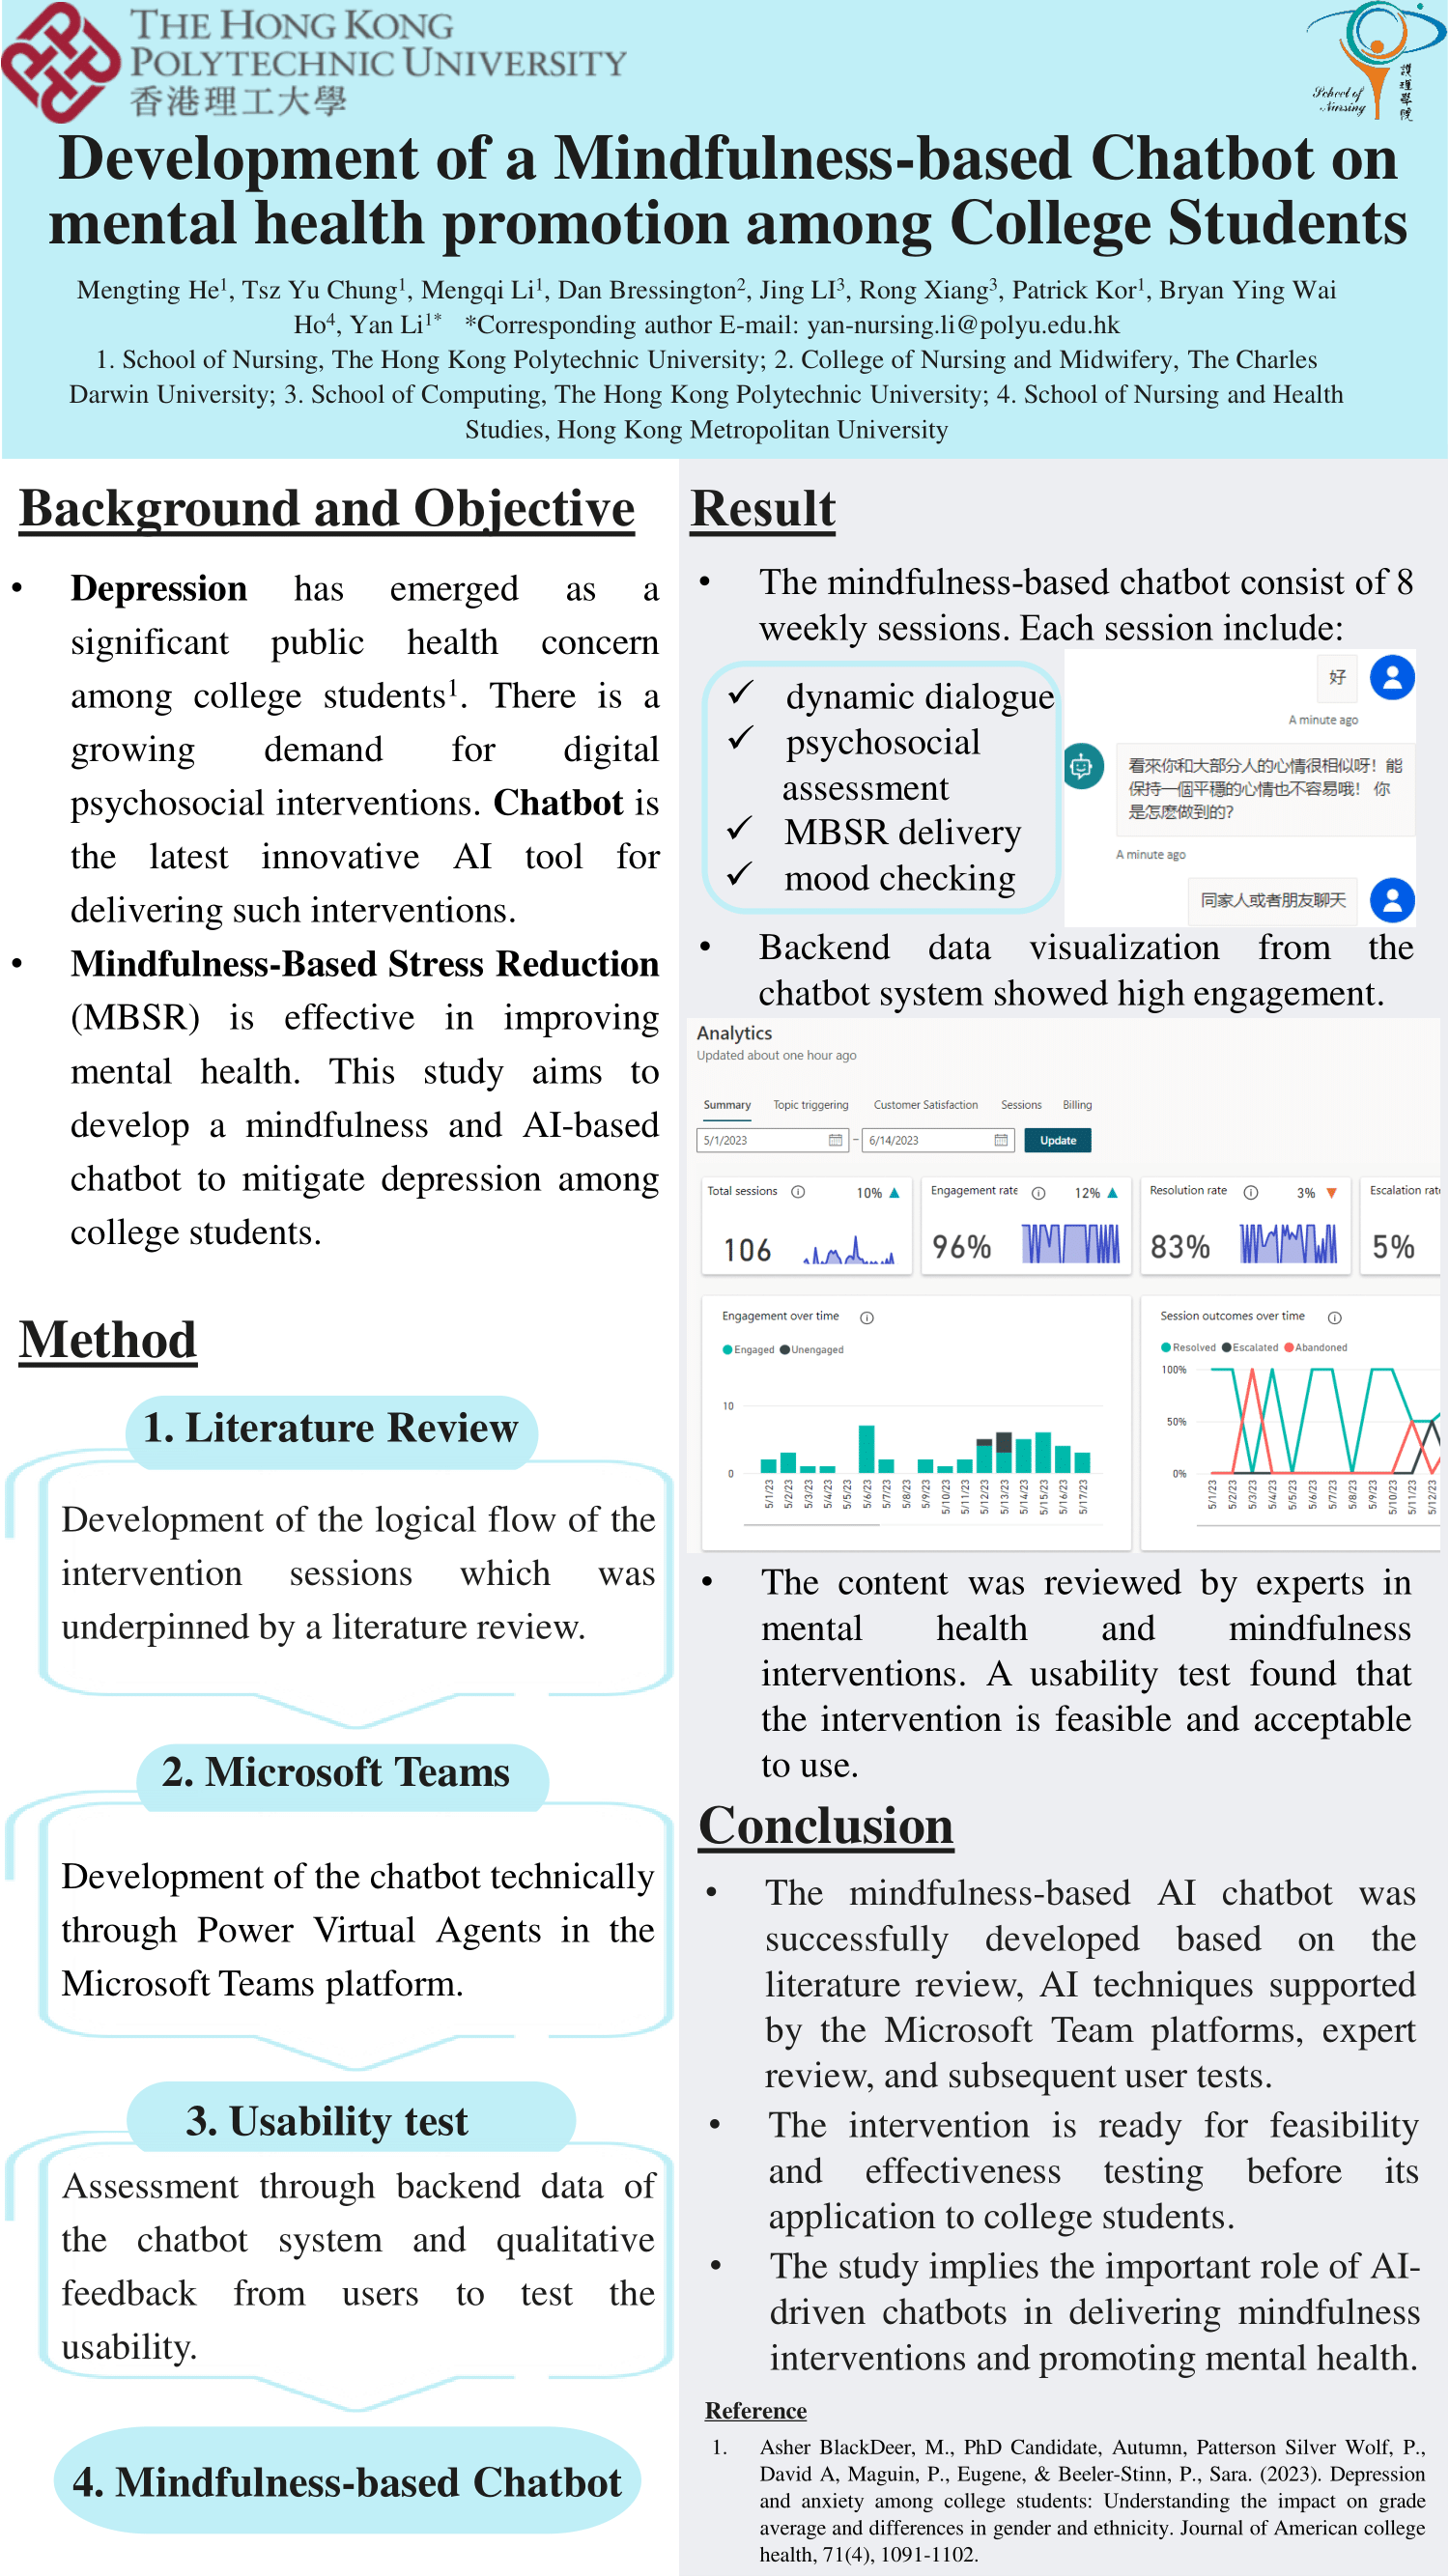 THE HONG KONG
POLYTECHNIC UNIVERSITY
香港理工大學
School of
Nursing
護理學院
Development of a Mindfulness-based Chatbot on
mental health promotion among College Students
Mengting He1, Tsz Yu Chung1, Mengqi Li1, Dan Bressington2, Jing LI3, Rong Xiang3, Patrick Kor1, Bryan Ying Wai
Ho4, Yan Li1* *Corresponding author E-mail: yan-nursing.li@polyu.edu.hk
1. School of Nursing, The Hong Kong Polytechnic University; 2. College of Nursing and Midwifery, The Charles
Darwin University; 3. School of Computing, The Hong Kong Polytechnic University; 4. School of Nursing and Health
Studies, Hong Kong Metropolitan University
Background and Objective
• Depression has emerged as a
significant public health concern
among college students1. There is a
growing demand for digital
psychosocial interventions. Chatbot is
the latest innovative AI tool for
delivering such interventions.
• Mindfulness-Based Stress Reduction
(MBSR) is effective in improving
mental health. This study aims to
develop a mindfulness and AI-based
chatbot to mitigate depression among
college students.
Method
1. Literature Review
Development of the logical flow of the
intervention sessions which was
underpinned by a literature review.
2. Microsoft Teams
Development of the chatbot technically
through Power Virtual Agents in the
Microsoft Teams platform.
3. Usability test
Assessment through backend data of
the chatbot system and qualitative
feedback from users to test the
usability.
4. Mindfulness-based Chatbot
Result
• The mindfulness-based chatbot consist of 8
weekly sessions. Each session include:
✓ dynamic dialogue
✓ psychosocial
assessment
✓ MBSR delivery
✓ mood checking
好
A minute ago
看來你和大部分人的心情很相似呀！能
保持一個平穩的心情也不容易哦！你
是怎麽做到的?
A minute ago
同家人或者朋友聊天
• Backend data visualization from the
chatbot system showed high engagement.
Analytics
Updated about one hour ago
Summary Topic triggering Customer Satisfaction Sessions Billing
5/1/2023 – 6/14/2023 Update
Total sessions 10% ▲ Engagement rate 12% ▲ Resolution rate 3% ▼ Escalation rat
106 96% 83% 5%
Engagement over time
Engaged Unengaged
10
0
5/1/23 5/2/23 5/3/23 5/4/23 5/5/23 5/6/23 5/7/23 5/8/23 5/9/23 5/10/23 5/11/23 5/12/23 5/13/23 5/14/23 5/15/23 5/16/23 5/17/23
Session outcomes over time
Resolved Escalated Abandoned
100%
50%
0%
5/1/23 5/2/23 5/3/23 5/4/23 5/5/23 5/6/23 5/7/23 5/8/23 5/9/23 5/10/23 5/11/23 5/12/23
• The content was reviewed by experts in
mental health and mindfulness
interventions. A usability test found that
the intervention is feasible and acceptable
to use.
Conclusion
• The mindfulness-based AI chatbot was
successfully developed based on the
literature review, AI techniques supported
by the Microsoft Team platforms, expert
review, and subsequent user tests.
• The intervention is ready for feasibility
and effectiveness testing before its
application to college students.
• The study implies the important role of AI-
driven chatbots in delivering mindfulness
interventions and promoting mental health.
Reference
1. Asher BlackDeer, M., PhD Candidate, Autumn, Patterson Silver Wolf, P.,
David A, Maguin, P., Eugene, & Beeler-Stinn, P., Sara. (2023). Depression
and anxiety among college students: Understanding the impact on grade
average and differences in gender and ethnicity. Journal of American college
health, 71(4), 1091-1102.